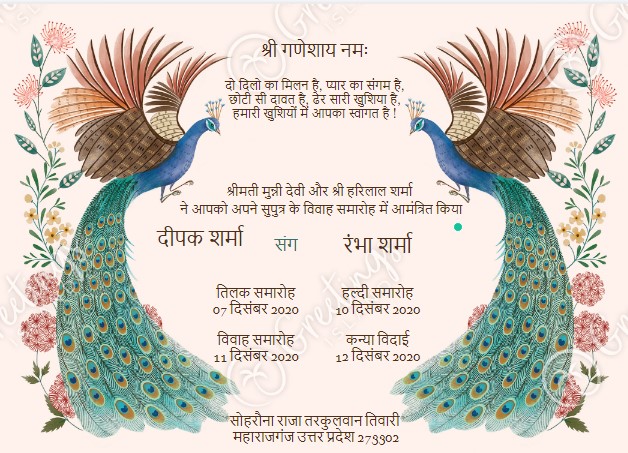 श्री गणेशाय नमः
दो दिलो का मिलन है, प्यार का संगम है,
छोटी सी दावत है, ढेर सारी खुशिया है,
हमारी खुशियों में आपका स्वागत है !
श्रीमती मुन्नी देवी और श्री हरिलाल शर्मा
ने आपको अपने सुपुत्र के विवाह समारोह में आमंत्रित किया
दीपक शर्मा संग रंभा शर्मा
तिलक समारोह हल्दी समारोह
07 दिसंबर 2020 10 दिसंबर 2020
विवाह समारोह कन्या विदाई
11 दिसंबर 2020 12 दिसंबर 2020
सोहरौना राजा तरकुलवान तिवारी
महाराजगंज उत्तर प्रदेश 273302
Greetings